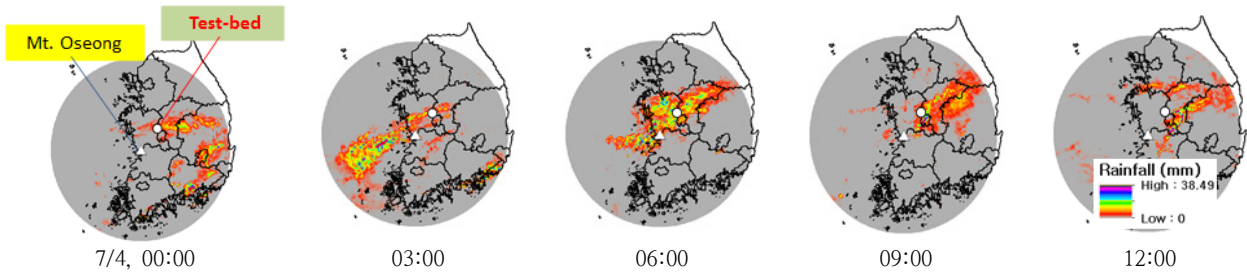 Test-bed
Mt. Oseong
Rainfall (mm)
High : 38.49
Low : 0
7/4, 00:00
03:00
06:00
09:00
12:00